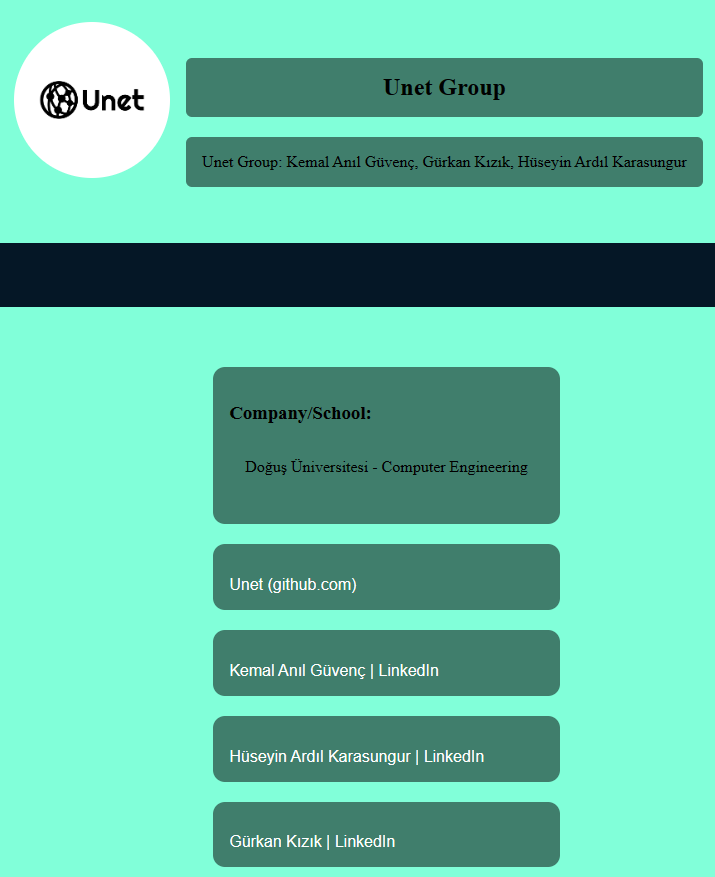 Unet
Unet Group
Unet Group: Kemal Anıl Güvenç, Gürkan Kızık, Hüseyin Ardıl Karasungur
Company/School:
Doğuş Üniversitesi - Computer Engineering
Unet (github.com)
Kemal Anıl Güvenç | LinkedIn
Hüseyin Ardıl Karasungur | LinkedIn
Gürkan Kızık | LinkedIn